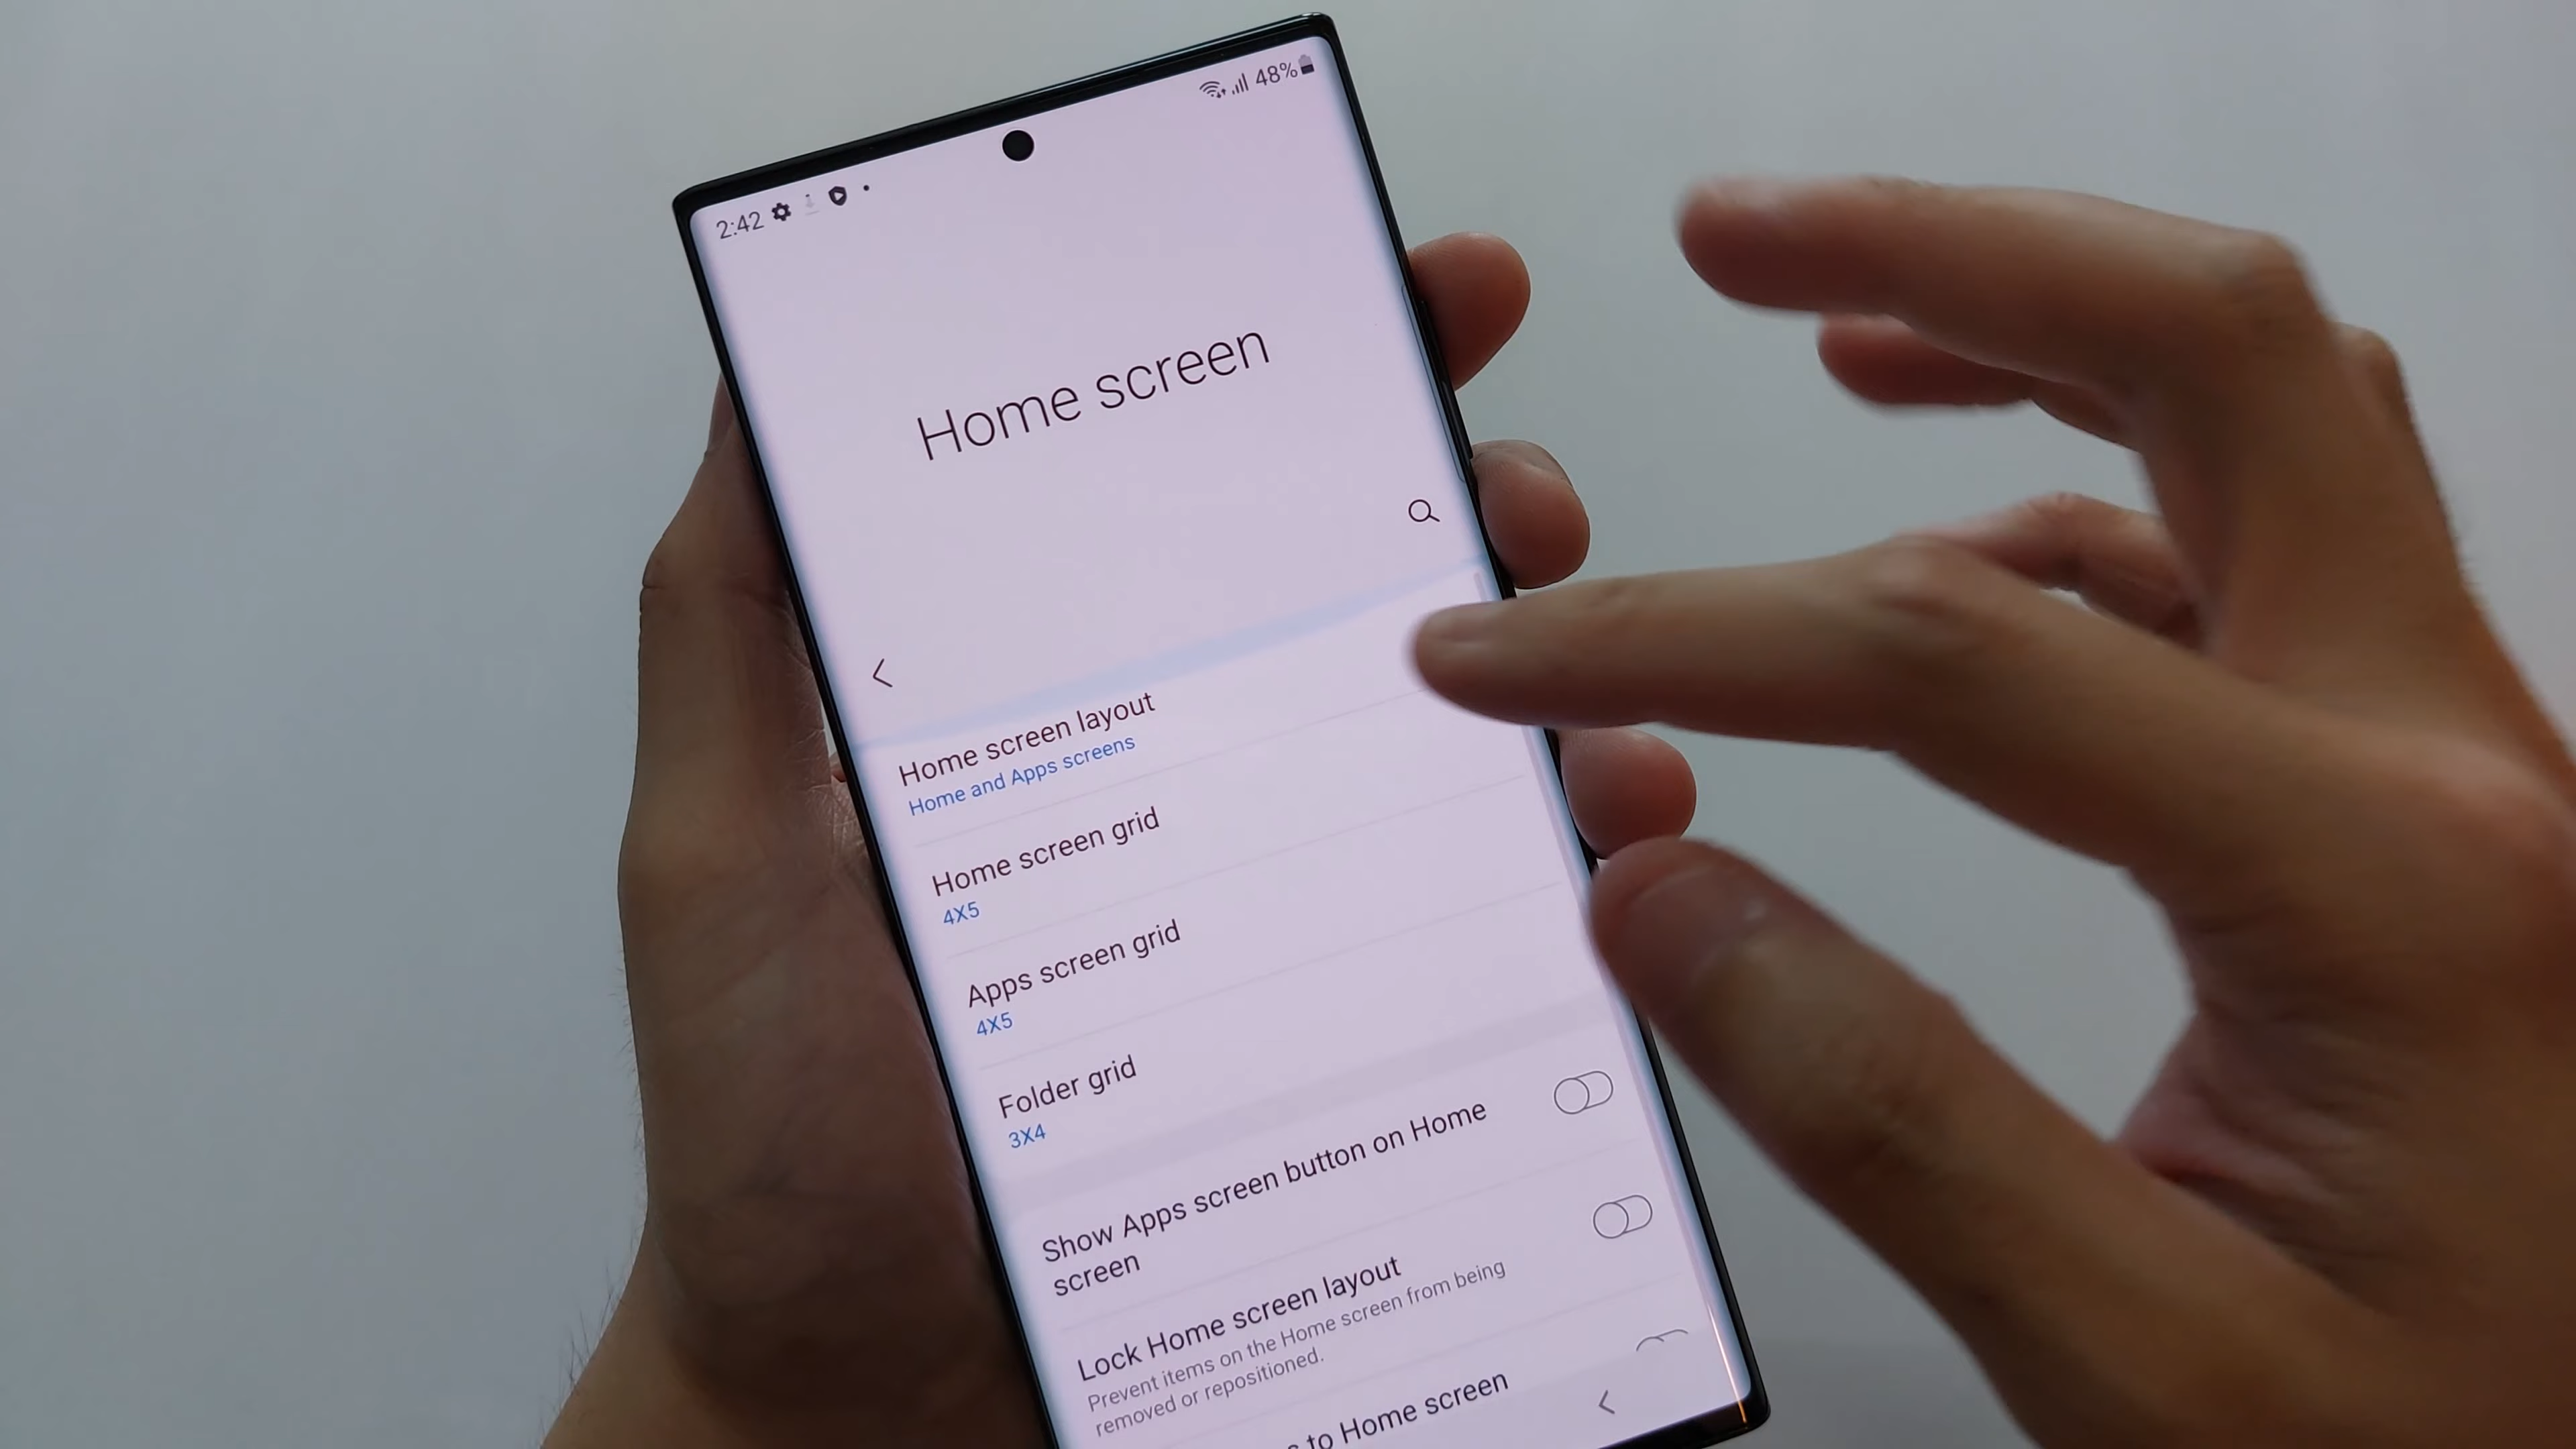 2:42
48%
Home screen
Home screen layout
Home and Apps screens
Home screen grid
4X5
Apps screen grid
4X5
Folder grid
3X4
Show Apps screen button on Home
screen
Lock Home screen layout
Prevent items on the Home screen from being
removed or repositioned.
to Home screen